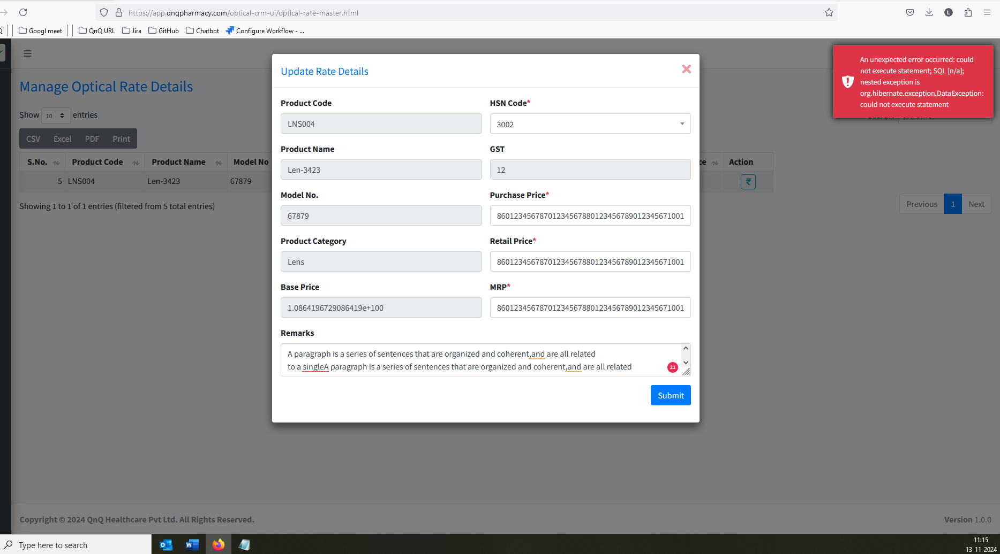 https://app.qnqpharmacy.com/optical-crm-ui/optical-rate-master.html
L
Googl meet
QnQ URL
Jira
GitHub
Chatbot
Configure Workflow - ...
An unexpected error occurred: could
not execute statement; SQL [n/a];
nested exception is
org.hibernate.exception.DataException:
could not execute statement
Manage Optical Rate Details
Show 10 entries
CSV Excel PDF Print
S.No. Product Code Product Name Model No ce Action
5 LNS004 Len-3423 67879 ₹
Showing 1 to 1 of 1 entries (filtered from 5 total entries)
Previous 1 Next
Update Rate Details
Product Code
LNS004
HSN Code*
3002
Product Name
Len-3423
GST
12
Model No.
67879
Purchase Price*
86012345678701234567880123456789012345671001
Product Category
Lens
Retail Price*
86012345678701234567880123456789012345671001
Base Price
1.0864196729086419e+100
MRP*
86012345678701234567880123456789012345671001
Remarks
A paragraph is a series of sentences that are organized and coherent,and are all related
to a singleA paragraph is a series of sentences that are organized and coherent,and are all related
21
Submit
Copyright © 2024 QnQ Healthcare Pvt Ltd. All Rights Reserved.
Version 1.0.0
Type here to search
11:15
13-11-2024